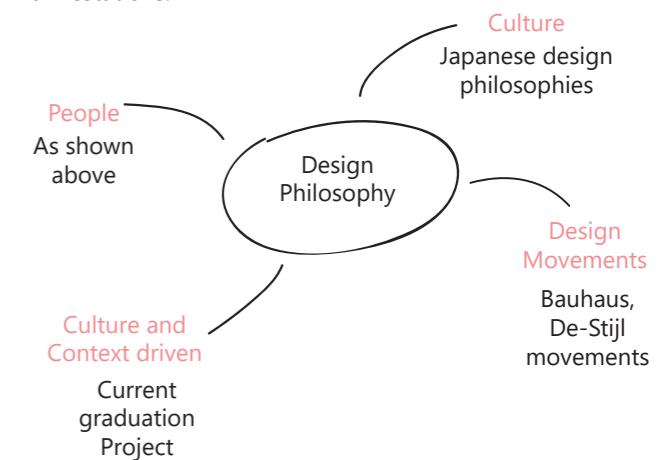 Culture
Japanese design
philosophies
People
As shown
above
Design
Philosophy
Design
Movements
Bauhaus,
De-Stijl
movements
Culture and
Context driven
Current
graduation
Project